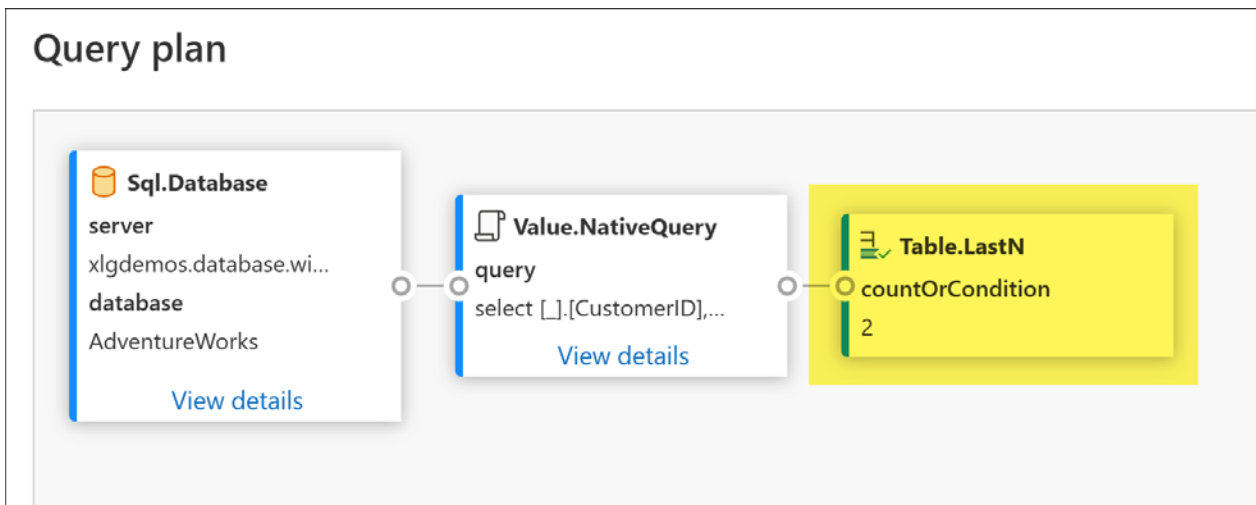 Query plan
Sql.Database
server
xlgdemos.database.wi...
database
AdventureWorks
View details
Value.NativeQuery
query
select [_].[CustomerID],...
View details
Table.LastN
countOrCondition
2